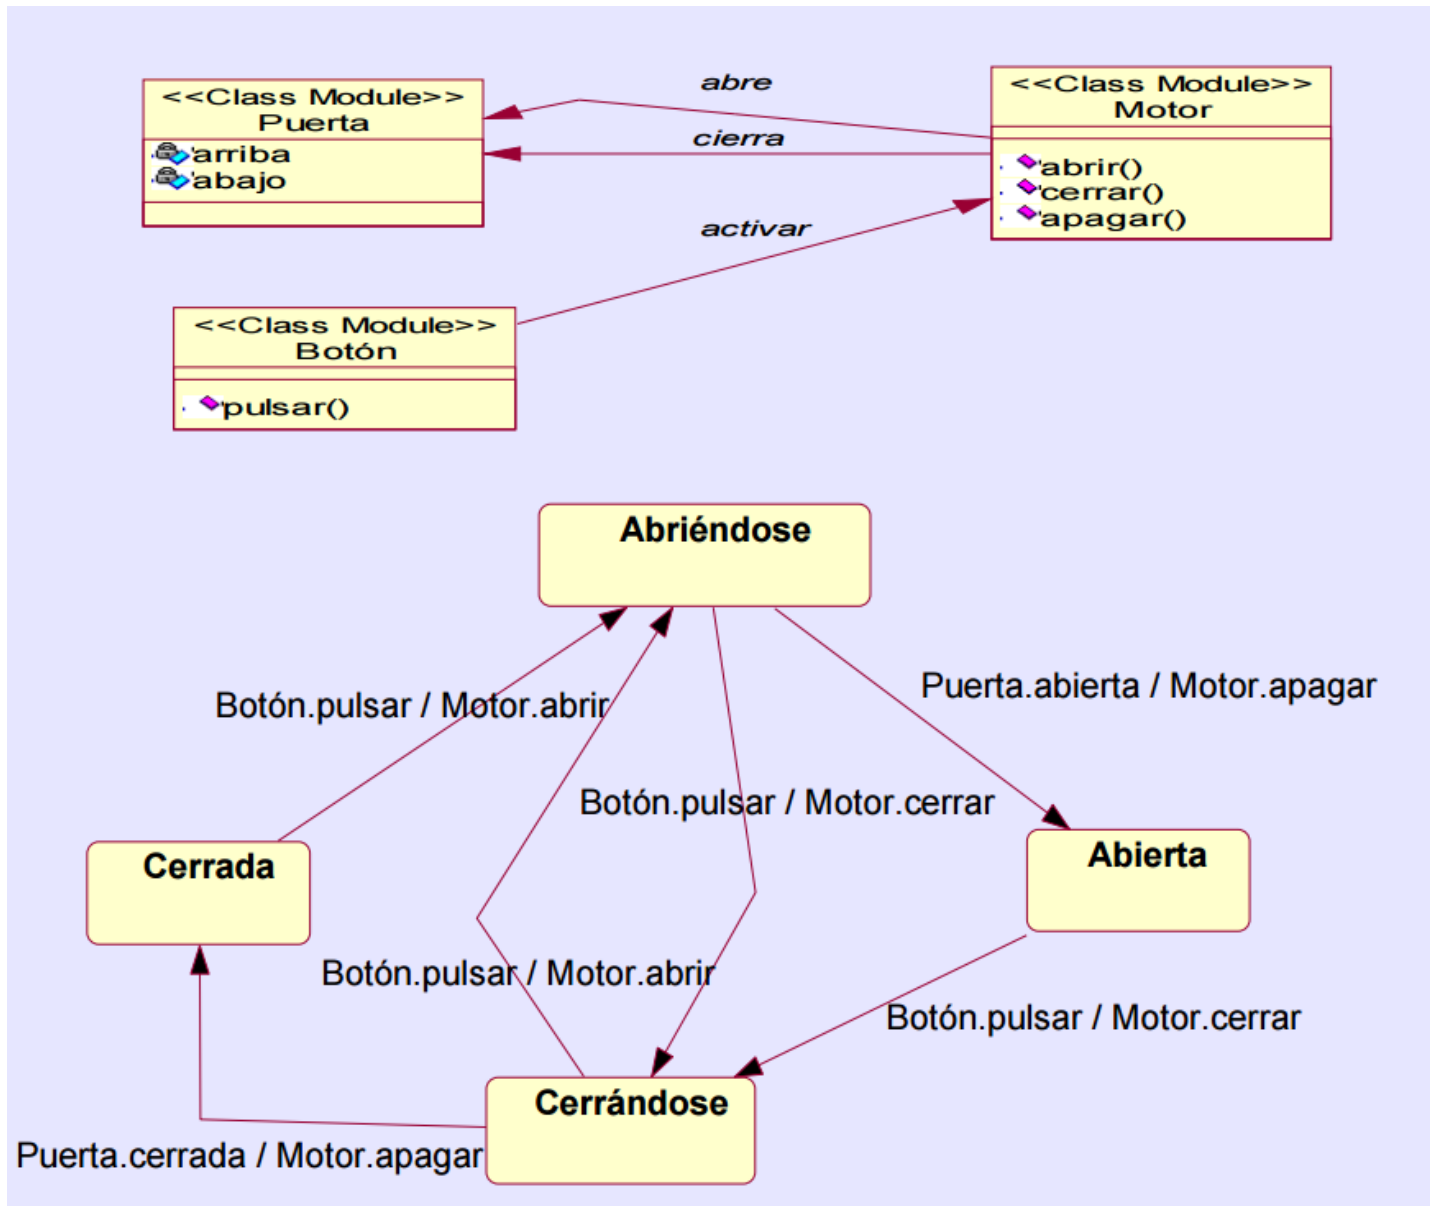 <<Class Module>>
Puerta
arriba
abajo
abre
cierra
activar
<<Class Module>>
Motor
abrir()
cerrar()
apagar()
<<Class Module>>
Botón
pulsar()
Abriéndose
Botón.pulsar / Motor.abrir
Puerta.abierta / Motor.apagar
Botón.pulsar / Motor.cerrar
Cerrada
Abierta
Botón.pulsar / Motor.abrir
Botón.pulsar / Motor.cerrar
Cerrándose
Puerta.cerrada / Motor.apagar